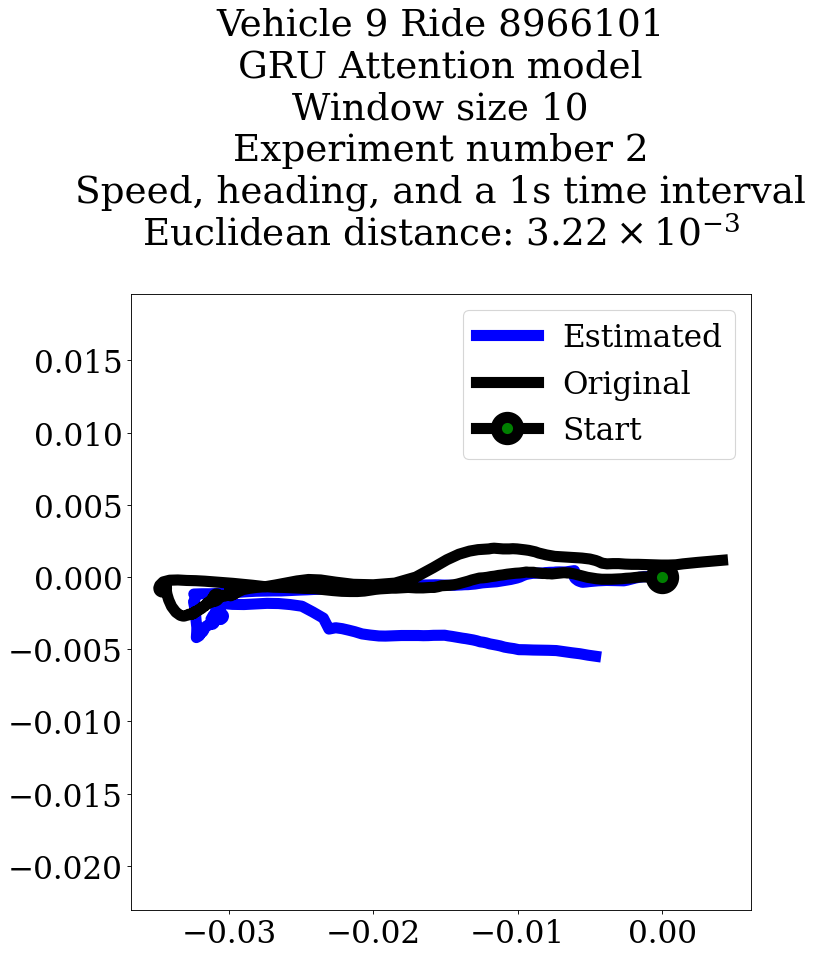 Vehicle 9 Ride 8966101
GRU Attention model
Window size 10
Experiment number 2
Speed, heading, and a 1s time interval
Euclidean distance: 3.22 × 10⁻³
Estimated
Original
Start
0.015
0.010
0.005
0.000
−0.005
−0.010
−0.015
−0.020
−0.03 −0.02 −0.01 0.00